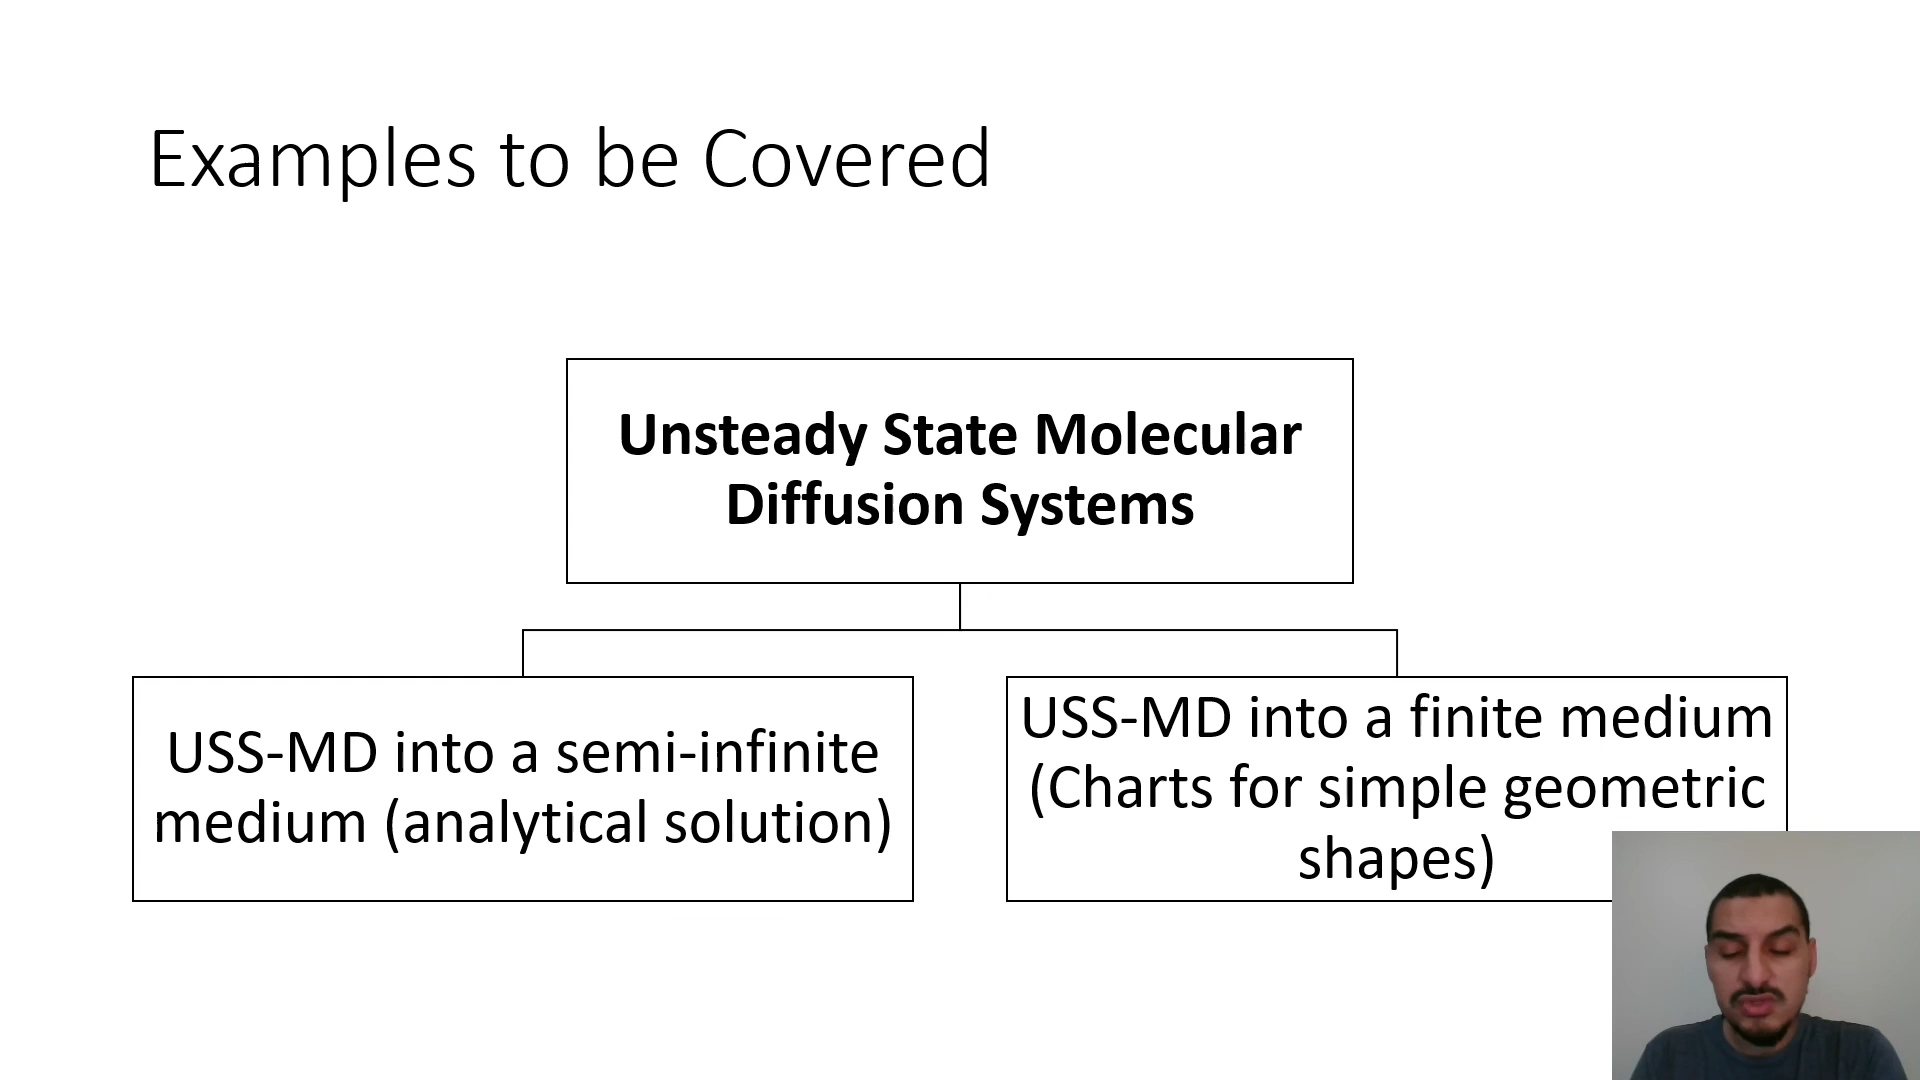 Examples to be Covered
Unsteady State Molecular
Diffusion Systems
USS-MD into a semi-infinite
medium (analytical solution)
USS-MD into a finite medium
(Charts for simple geometric
shapes)